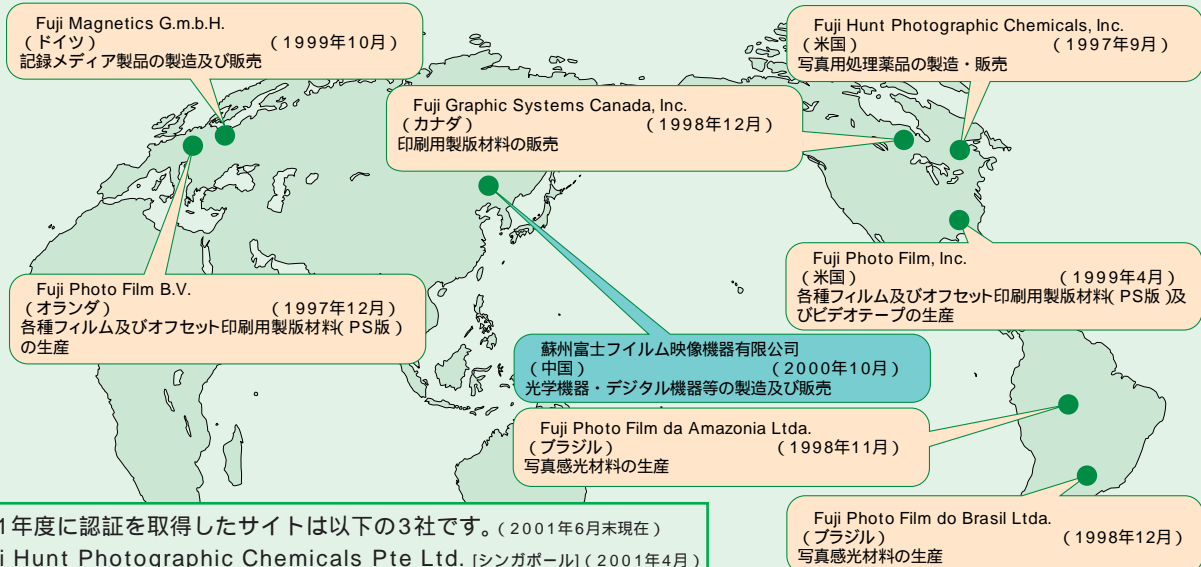 Fuji Magnetics G.m.b.H.
（ドイツ）（1999年10月）
記録メディア製品の製造及び販売
Fuji Hunt Photographic Chemicals, Inc.
（米国）（1997年9月）
写真用処理薬品の製造・販売
Fuji Graphic Systems Canada, Inc.
（カナダ）（1998年12月）
印刷用製版材料の販売
Fuji Photo Film B.V.
（オランダ）（1997年12月）
各種フィルム及びオフセット印刷用製版材料（PS版）
の生産
Fuji Photo Film, Inc.
（米国）（1999年4月）
各種フィルム及びオフセット印刷用製版材料（PS版）及
びビデオテープの生産
蘇州富士フイルム映像機器有限公司
（中国）（2000年10月）
光学機器・デジタル機器等の製造及び販売
Fuji Photo Film da Amazonia Ltda.
（ブラジル）（1998年11月）
写真感光材料の生産
Fuji Photo Film do Brasil Ltda.
（ブラジル）（1998年12月）
写真感光材料の生産
1年度に認証を取得したサイトは以下の3社です。（2001年6月末現在）
i Hunt Photographic Chemicals Pte Ltd. [シンガポール]（2001年4月）